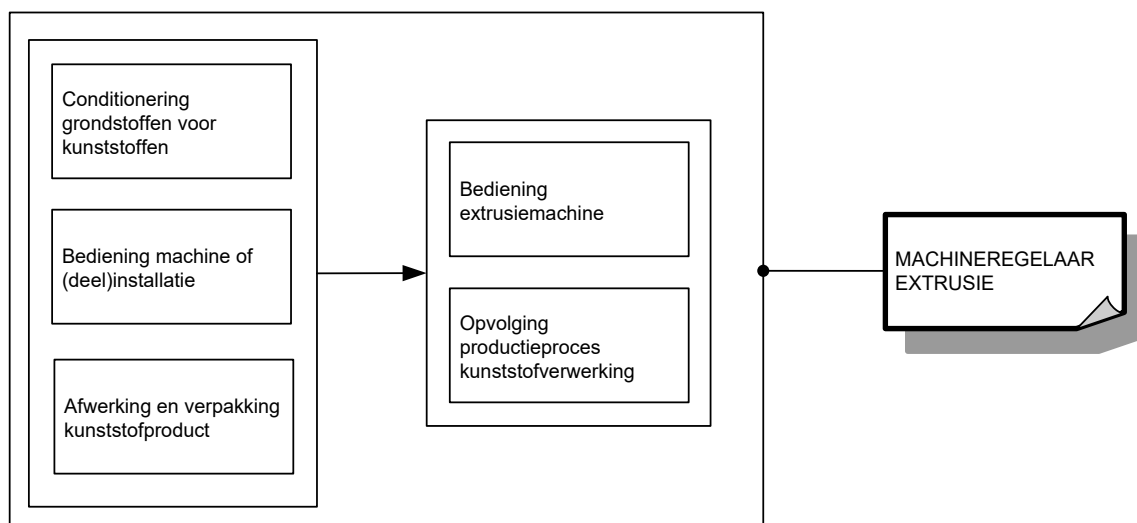 Conditionering
grondstoffen voor
kunststoffen
Bediening machine of
(deel)installatie
Afwerking en verpakking
kunstofproduct
Bediening
extrusiemachine
Opvolging
productieproces
kunststofverwerking
MACHINEREGELAAR
EXTRUSIE